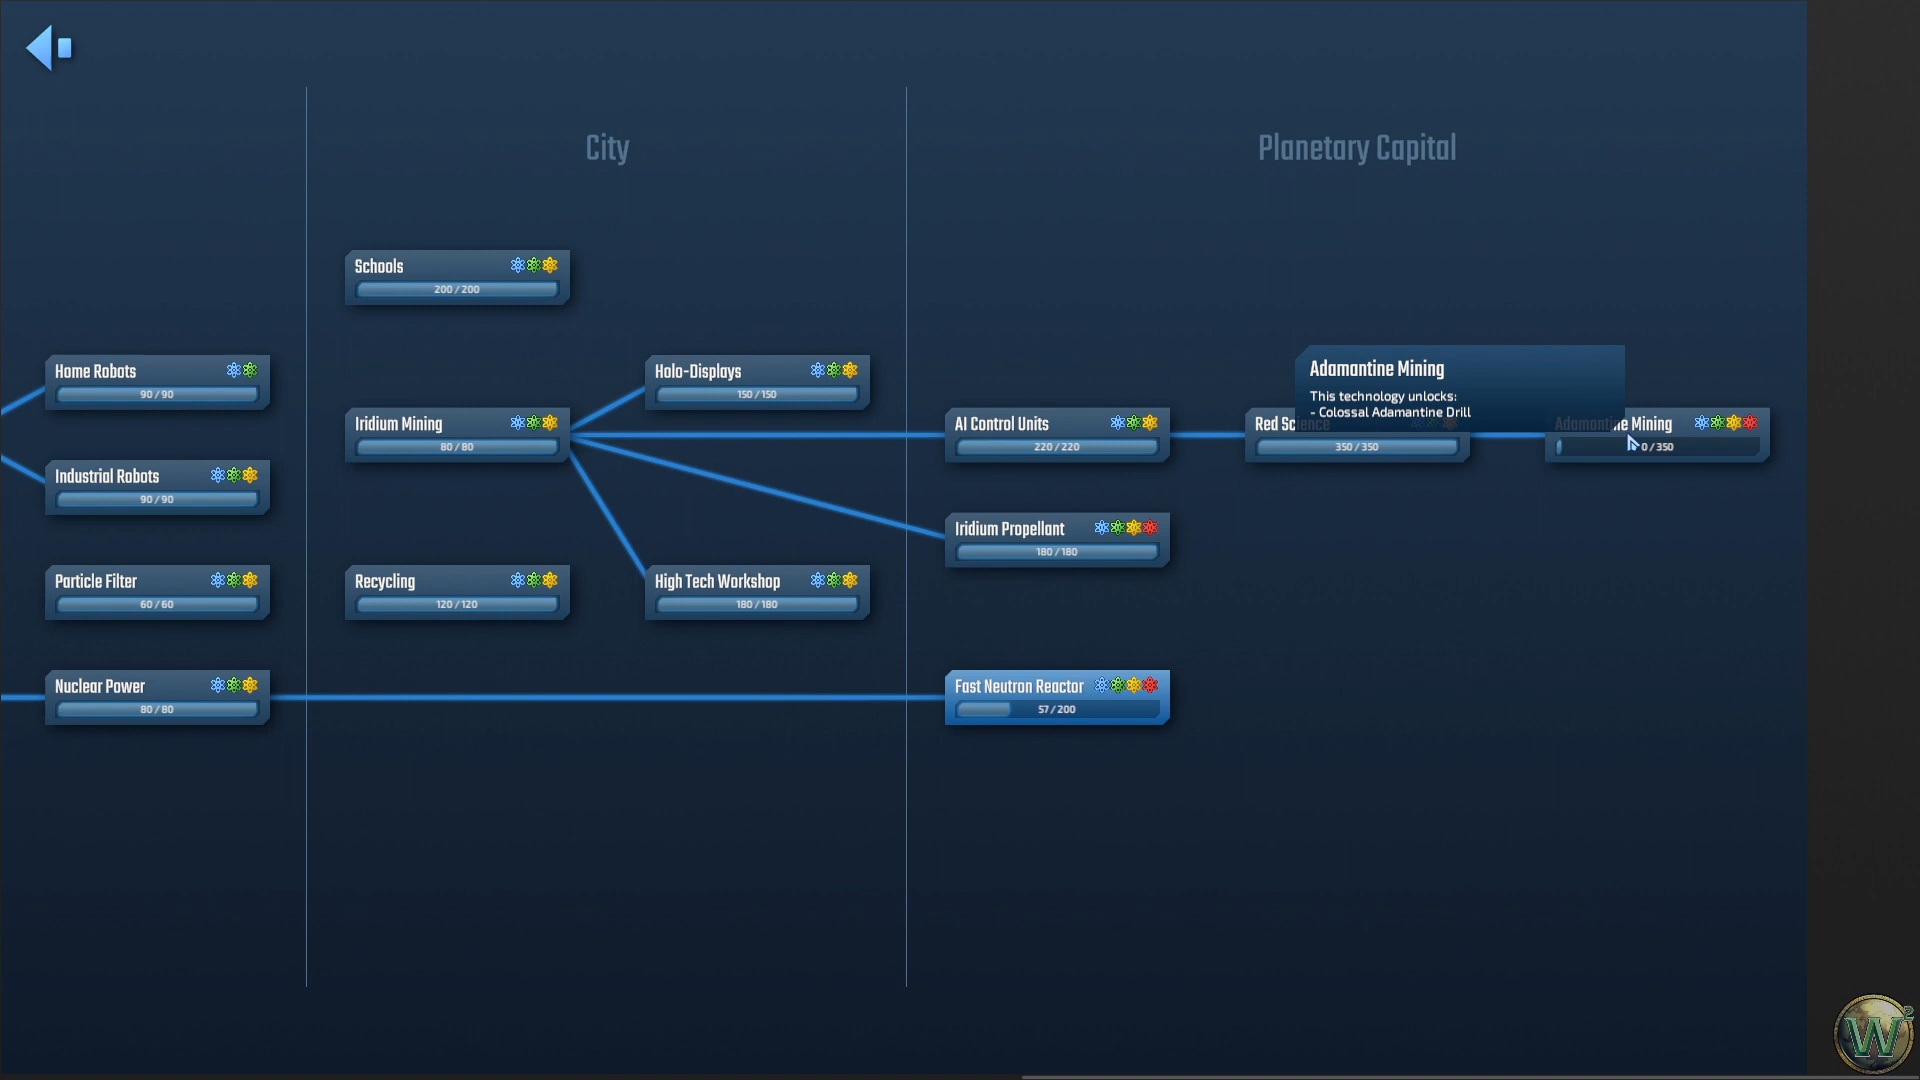 City
Planetary Capital
Schools
200 / 200
Home Robots
90 / 90
Holo-Displays
150 / 150
Adamantine Mining
This technology unlocks:
- Colossal Adamantine Drill
Iridium Mining
80 / 80
AI Control Units
220 / 220
Red Science
350 / 350
Adamantine Mining
0 / 350
Industrial Robots
90 / 90
Iridium Propellant
180 / 180
Particle Filter
60 / 60
Recycling
120 / 120
High Tech Workshop
180 / 180
Nuclear Power
80 / 80
Fast Neutron Reactor
57 / 200
W2